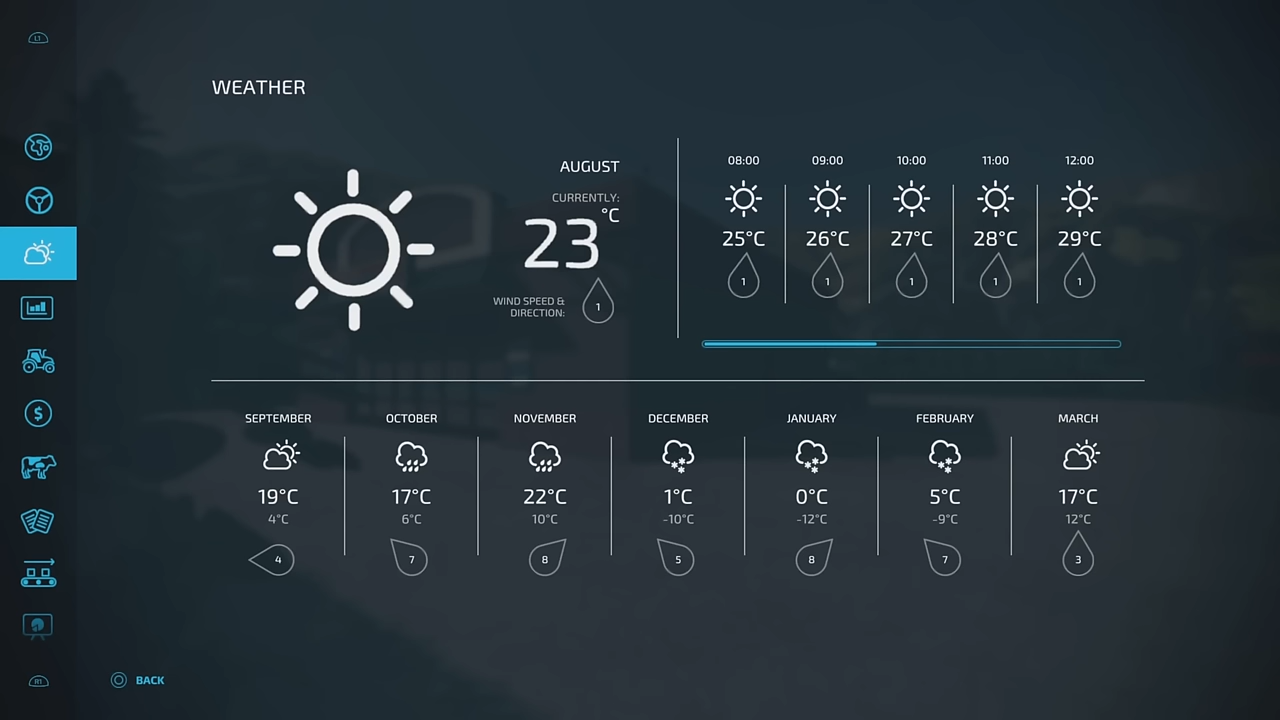 L1
WEATHER
AUGUST
CURRENTLY:
23 °C
WIND SPEED &
DIRECTION:
1
08:00 09:00 10:00 11:00 12:00
25°C 26°C 27°C 28°C 29°C
1 1 1 1 1
SEPTEMBER OCTOBER NOVEMBER DECEMBER JANUARY FEBRUARY MARCH
19°C 17°C 22°C 1°C 0°C 5°C 17°C
4°C 6°C 10°C -10°C -12°C -9°C 12°C
4 7 8 5 8 7 3
$
R1
BACK